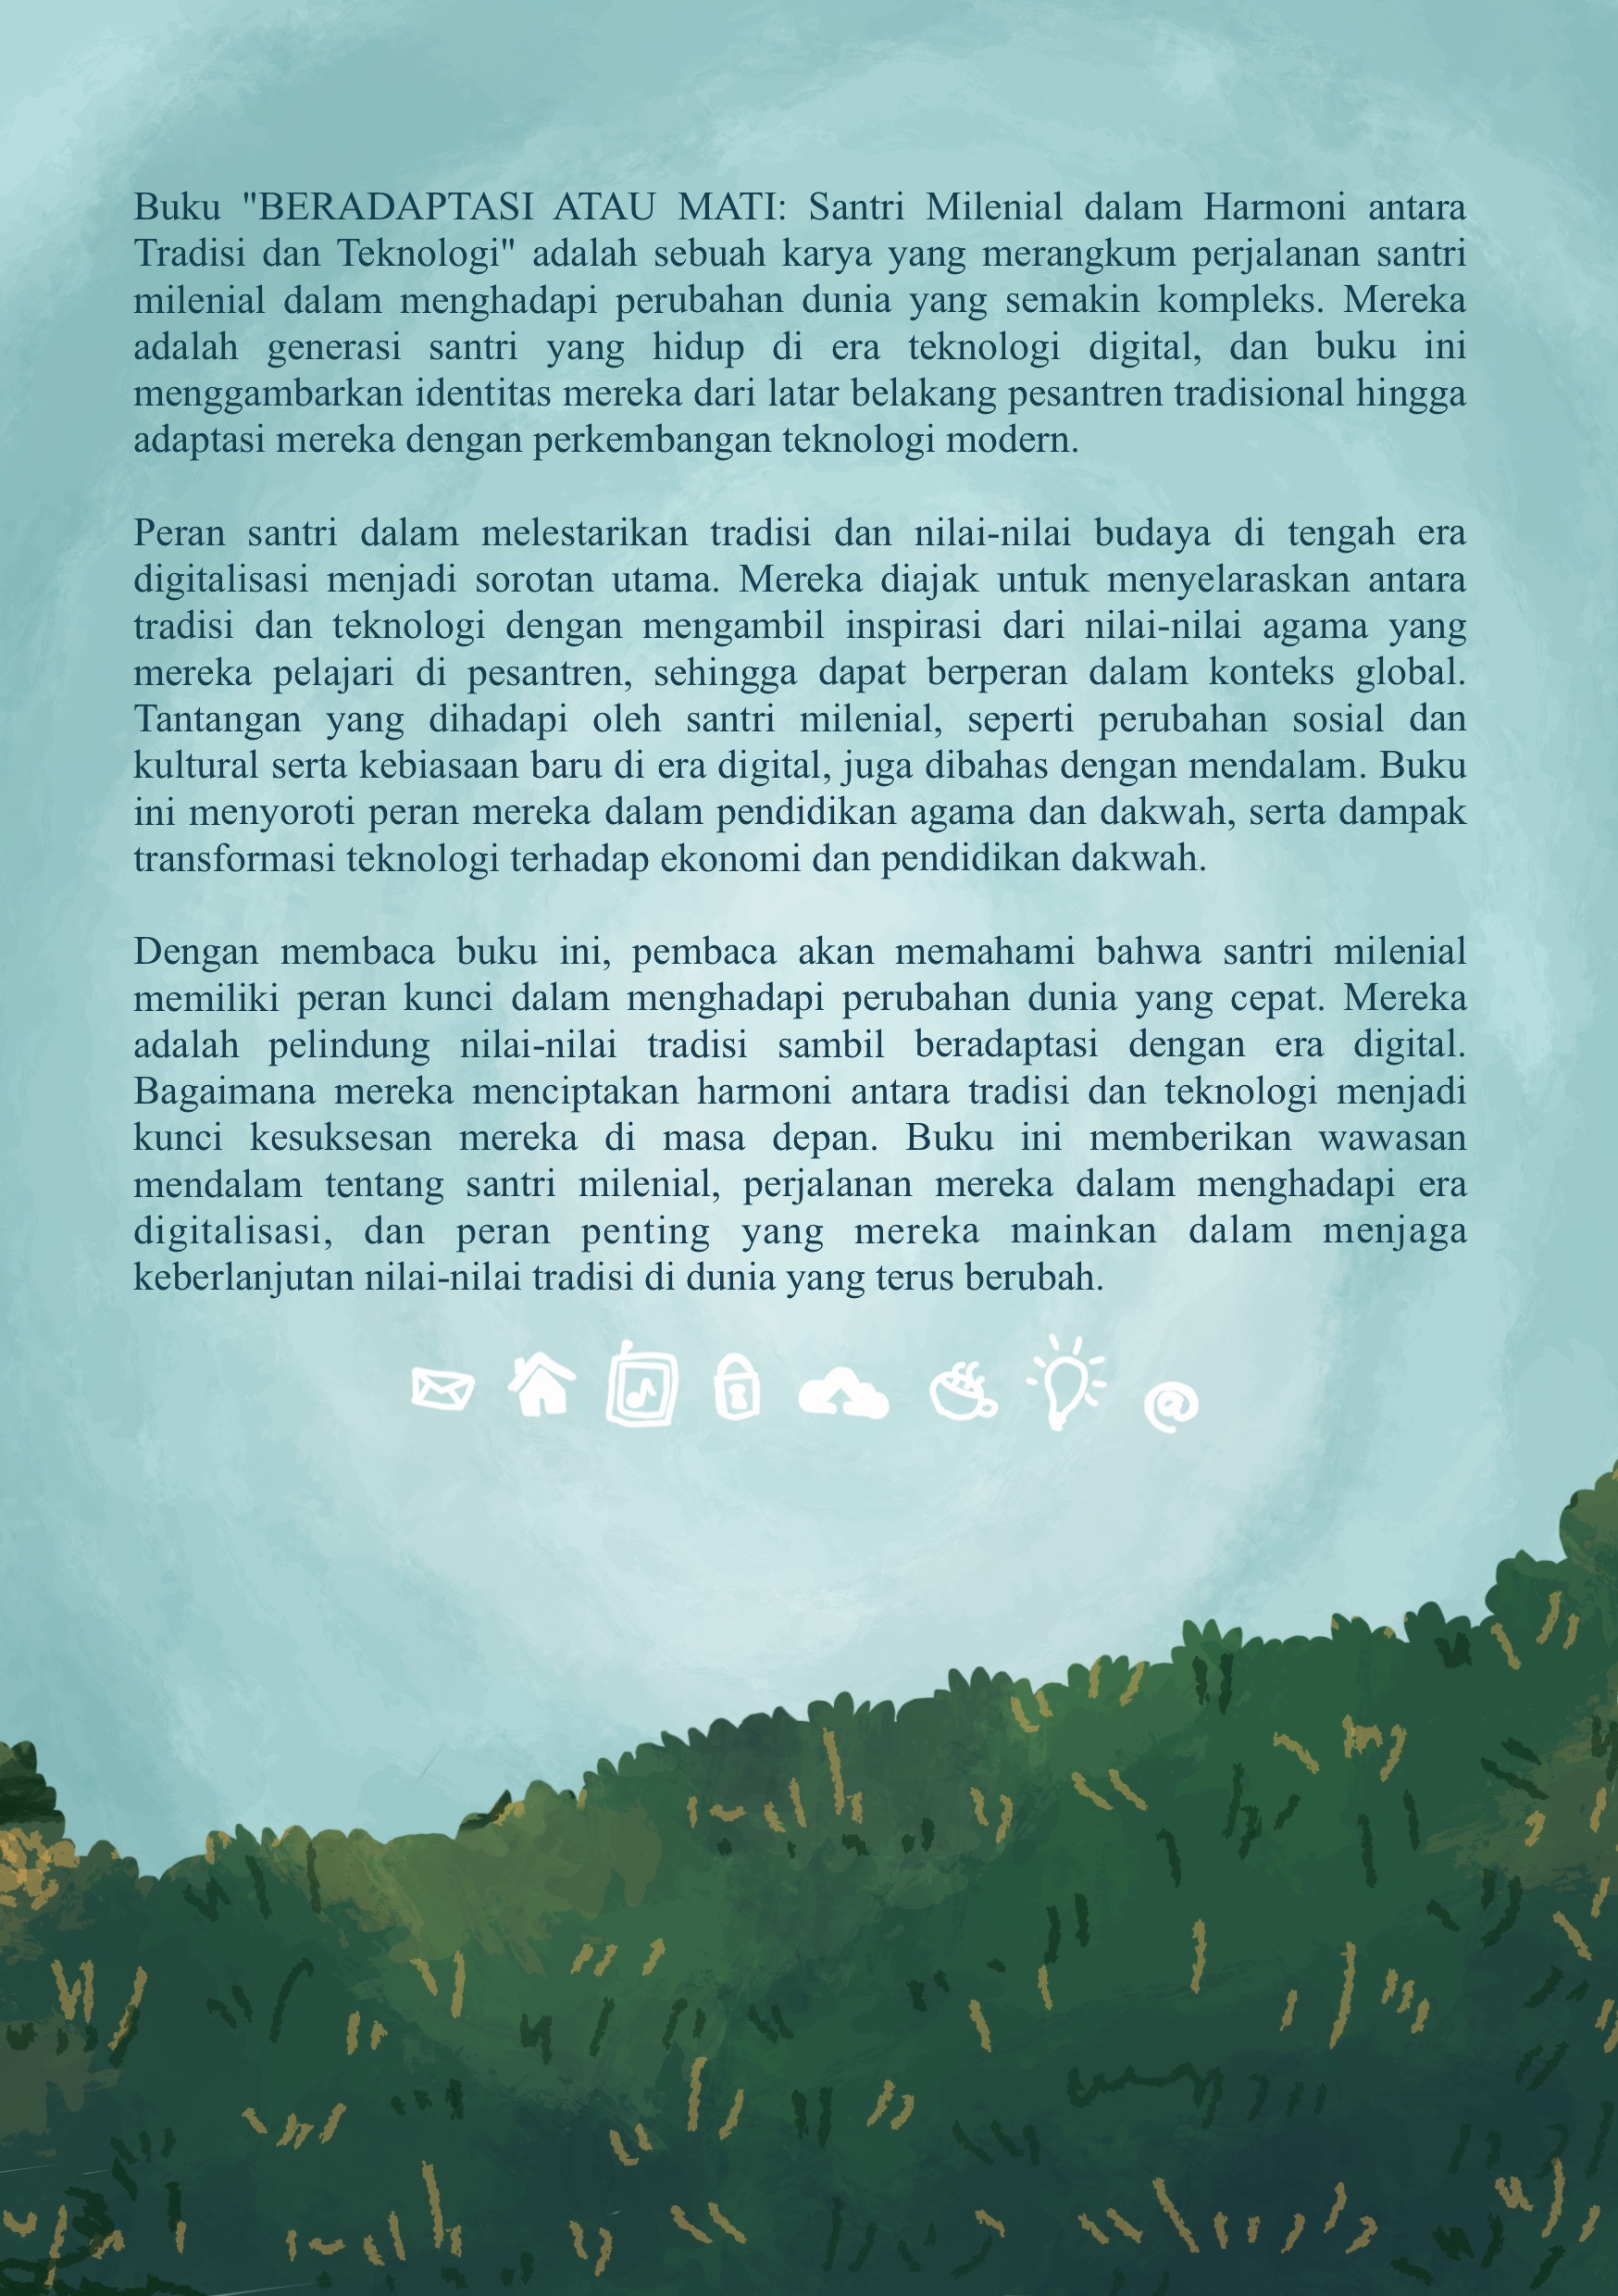 Buku "BERADAPTASI ATAU MATI: Santri Milenial dalam Harmoni antara
Tradisi dan Teknologi" adalah sebuah karya yang merangkum perjalanan santri
milenial dalam menghadapi perubahan dunia yang semakin kompleks. Mereka
adalah generasi santri yang hidup di era teknologi digital, dan buku ini
menggambarkan identitas mereka dari latar belakang pesantren tradisional hingga
adaptasi mereka dengan perkembangan teknologi modern.
Peran santri dalam melestarikan tradisi dan nilai-nilai budaya di tengah era
digitalisasi menjadi sorotan utama. Mereka diajak untuk menyelaraskan antara
tradisi dan teknologi dengan mengambil inspirasi dari nilai-nilai agama yang
mereka pelajari di pesantren, sehingga dapat berperan dalam konteks global.
Tantangan yang dihadapi oleh santri milenial, seperti perubahan sosial dan
kultural serta kebiasaan baru di era digital, juga dibahas dengan mendalam. Buku
ini menyoroti peran mereka dalam pendidikan agama dan dakwah, serta dampak
transformasi teknologi terhadap ekonomi dan pendidikan dakwah.
Dengan membaca buku ini, pembaca akan memahami bahwa santri milenial
memiliki peran kunci dalam menghadapi perubahan dunia yang cepat. Mereka
adalah pelindung nilai-nilai tradisi sambil beradaptasi dengan era digital.
Bagaimana mereka menciptakan harmoni antara tradisi dan teknologi menjadi
kunci kesuksesan mereka di masa depan. Buku ini memberikan wawasan
mendalam tentang santri milenial, perjalanan mereka dalam menghadapi era
digitalisasi, dan peran penting yang mereka mainkan dalam menjaga
keberlanjutan nilai-nilai tradisi di dunia yang terus berubah.
@